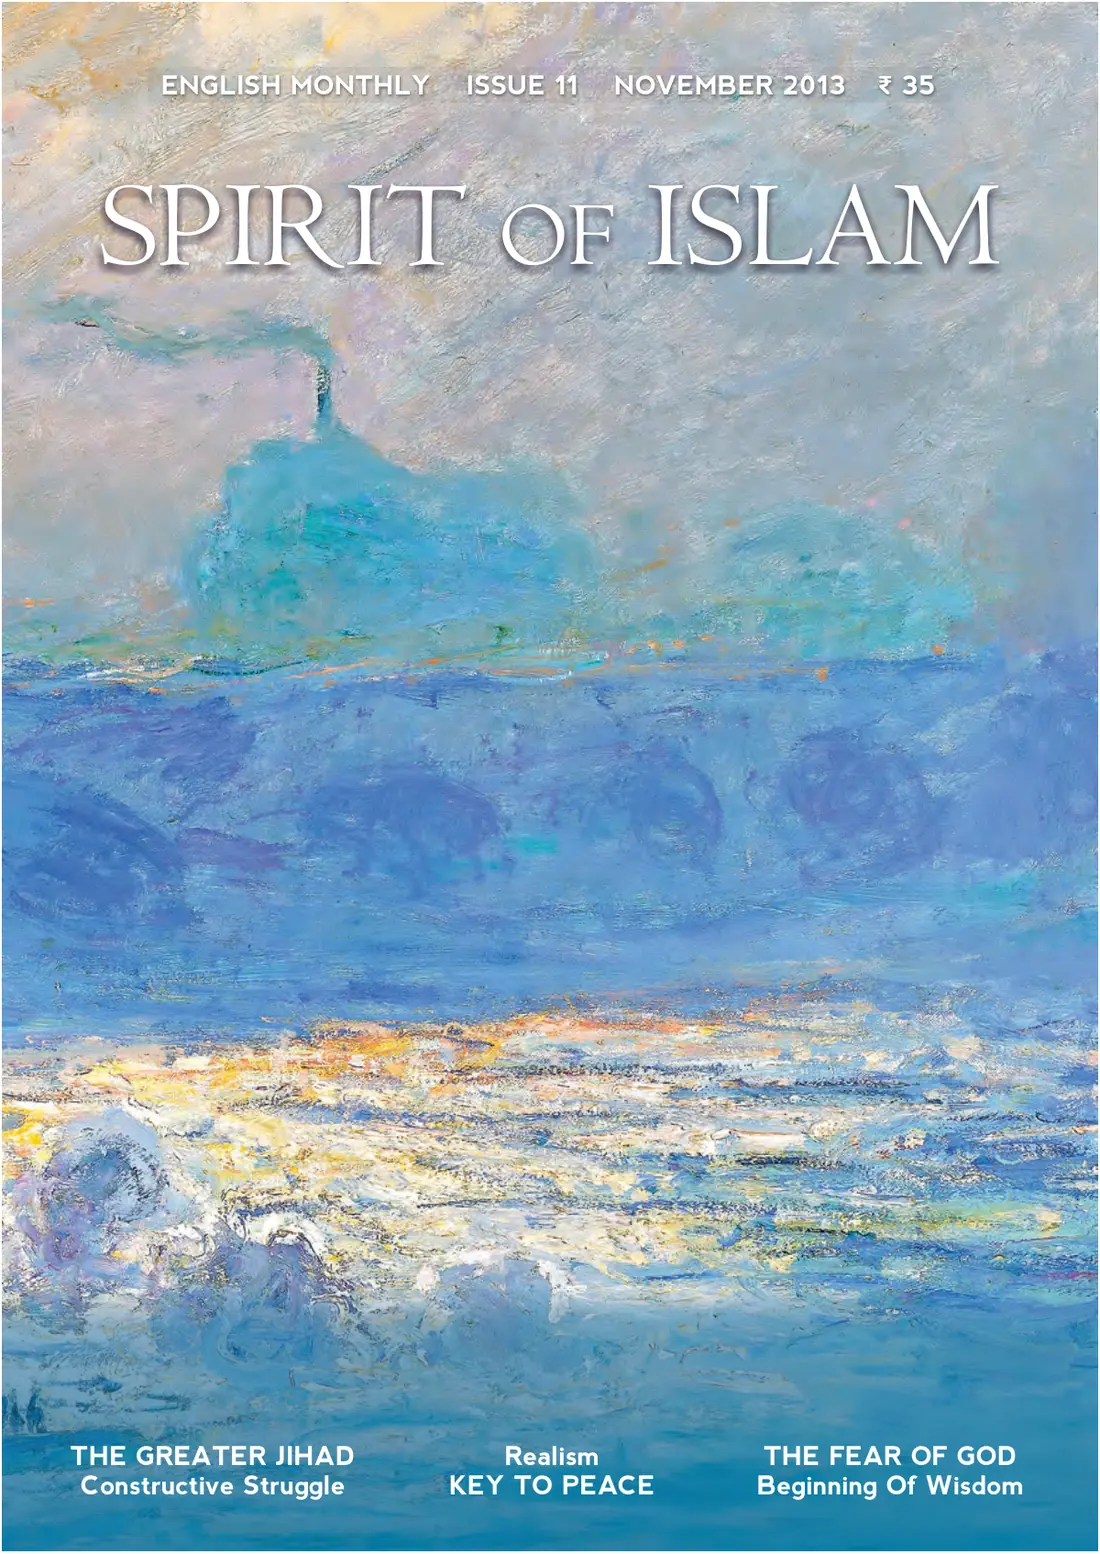 ENGLISH MONTHLY ISSUE 11 NOVEMBER 2013 ₹ 35
SPIRIT OF ISLAM
THE GREATER JIHAD
Constructive Struggle
Realism
KEY TO PEACE
THE FEAR OF GOD
Beginning Of Wisdom